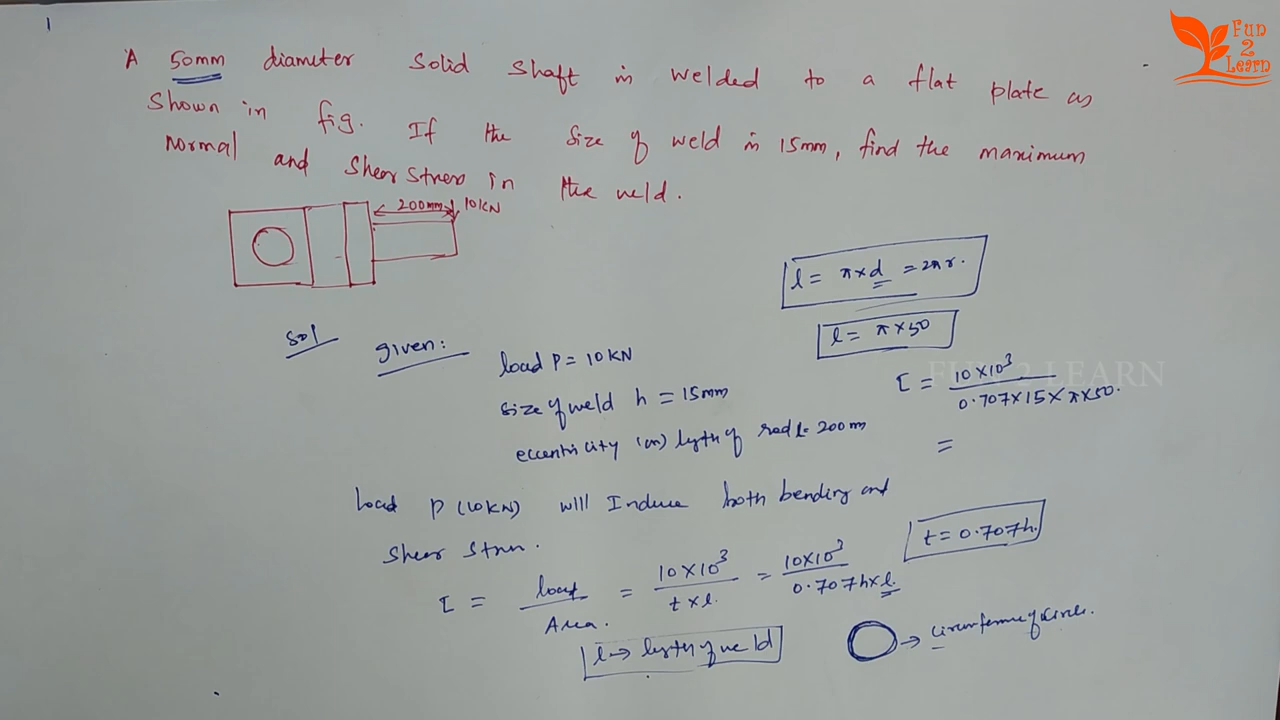 1
Fun
2
Learn
A 50mm diameter Solid Shaft is welded to a flat plate as
Shown in fig. If the size of weld is 15mm, find the maximum
normal and Shear Stress in the weld.
200mm 10KN
l = π×d = 2πr.
l = π×50
Sol given:
load P = 10KN
size of weld h = 15mm
eccentricity (or) length of rod l = 200m
FUN 2 LEARN
τ = 10×10³ / 0.707×15×π×50.
=
Load P (10KN) will Induce both bending and
Shear Stress.
t = 0.707h.
τ = load / Area. = 10×10³ / t×l. = 10×10³ / 0.707h×l.
l → length of weld
→ circumference of circle.